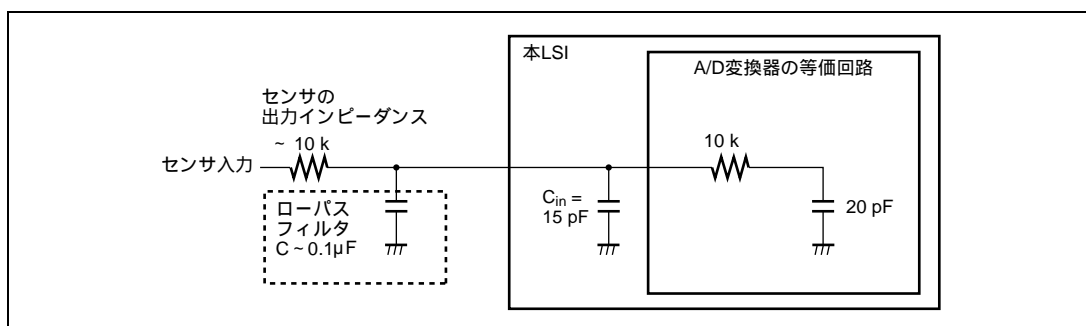 本LSI
A/D変換器の等価回路
センサの
出力インピーダンス
~ 10 k
10 k
センサ入力
ローパス
フィルタ
C ~ 0.1μF
Cin =
15 pF
20 pF